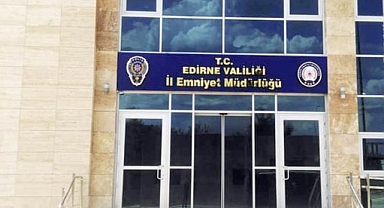 T.C.
EDİRNE VALİLİĞİ
İl Emniyet Müdürlüğü